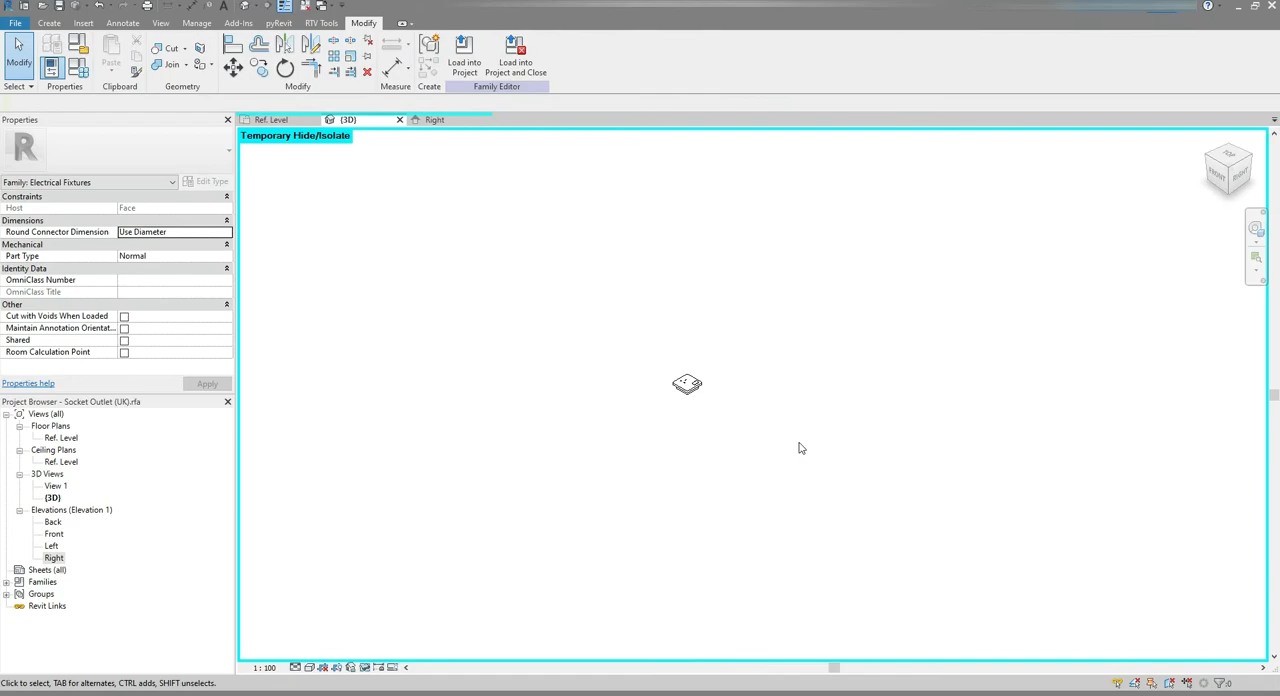 File Create Insert Annotate View Manage Add-Ins pyRevit RTV Tools Modify
Modify Paste Cut Join Load into Project Load into Project and Close
Select Properties Clipboard Geometry Modify Measure Create Family Editor
Properties
Ref. Level {3D} Right
Temporary Hide/Isolate
TOP
FRONT RIGHT
R
Family: Electrical Fixtures Edit Type
Constraints
Host Face
Dimensions
Round Connector Dimension Use Diameter
Mechanical
Part Type Normal
Identity Data
OmniClass Number
OmniClass Title
Other
Cut with Voids When Loaded
Maintain Annotation Orientat...
Shared
Room Calculation Point
Properties help Apply
Project Browser - Socket Outlet (UK).rfa
Views (all)
Floor Plans
Ref. Level
Ceiling Plans
Ref. Level
3D Views
View 1
{3D}
Elevations (Elevation 1)
Back
Front
Left
Right
Sheets (all)
Families
Groups
Revit Links
1 : 100
Click to select, TAB for alternates, CTRL adds, SHIFT unselects.
:0